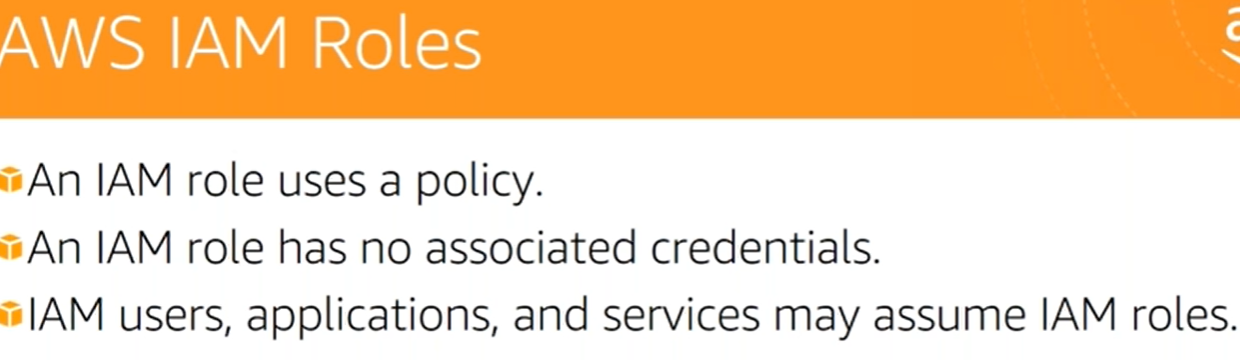 AWS IAM Roles
An IAM role uses a policy.
An IAM role has no associated credentials.
IAM users, applications, and services may assume IAM roles.